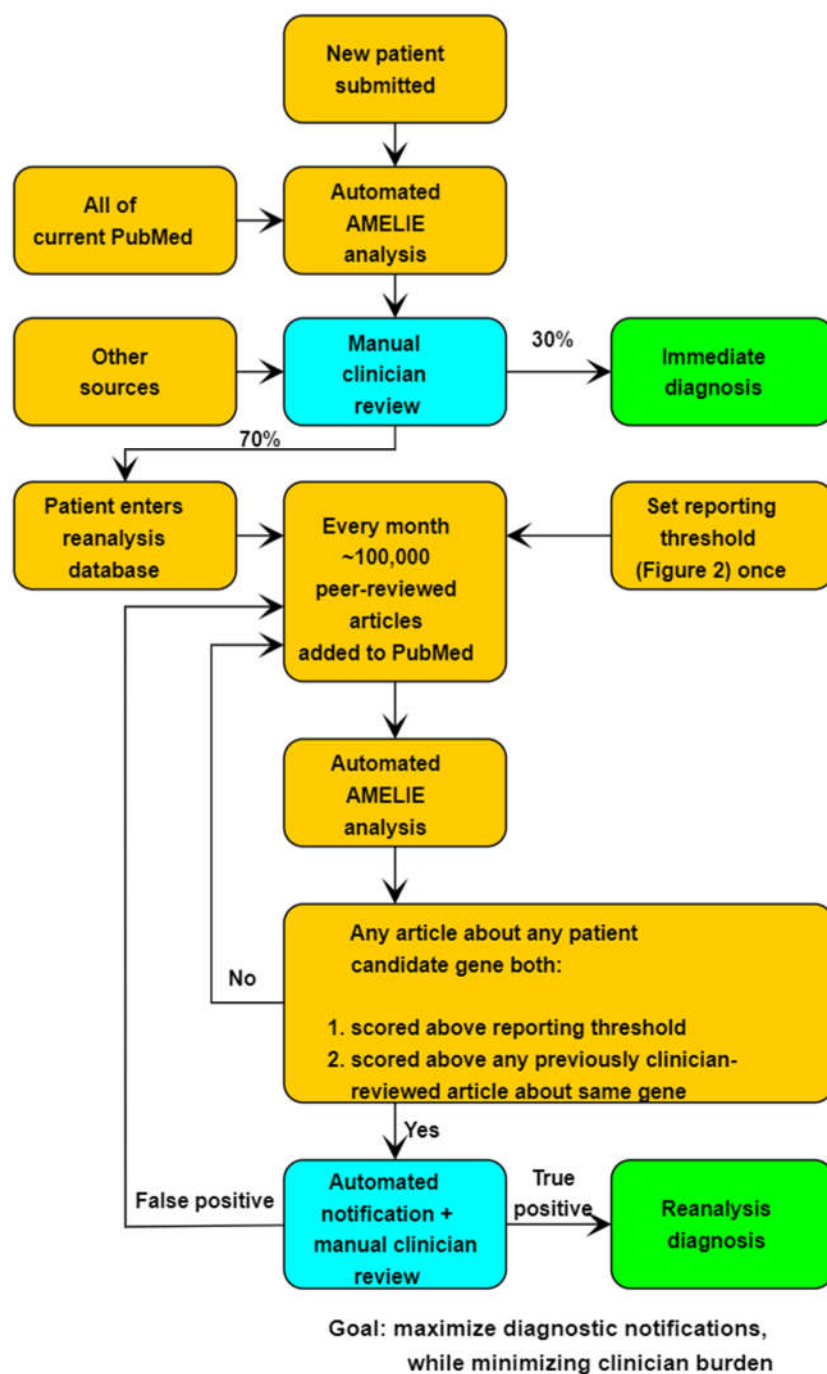 New patient
submitted
All of
current PubMed
Automated
AMELIE
analysis
Other
sources
Manual
clinician
review
30%
Immediate
diagnosis
70%
Patient enters
reanalysis
database
Every month
~100,000
peer-reviewed
articles
added to PubMed
Set reporting
threshold
(Figure 2) once
Automated
AMELIE
analysis
Any article about any patient
candidate gene both:
1. scored above reporting threshold
2. scored above any previously clinician-
reviewed article about same gene
No
Yes
False positive
Automated
notification +
manual clinician
review
True
positive
Reanalysis
diagnosis
Goal: maximize diagnostic notifications,
while minimizing clinician burden